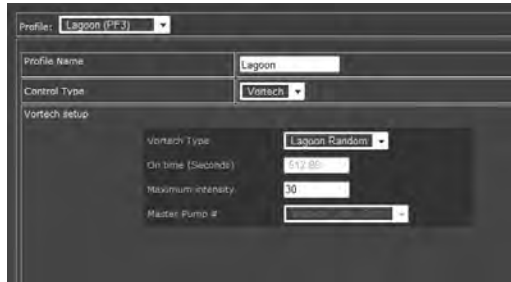 Profile: Lagoon (PF3)
Profile Name Lagoon
Control Type Vortech
Vortech setup
Vortech Type Lagoon Random
On time (Seconds)
Maximum intensity 30
Master Pump #